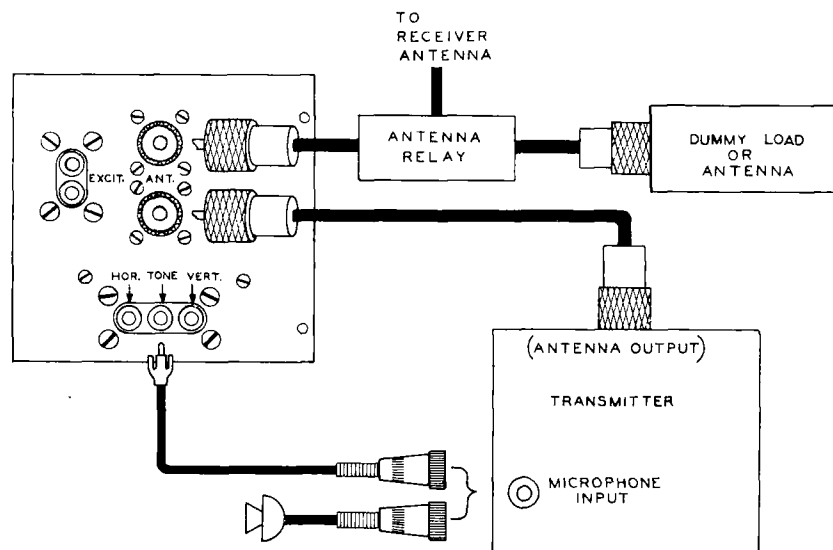 TO
RECEIVER
ANTENNA
ANTENNA
RELAY
DUMMY LOAD
OR
ANTENNA
EXCIT. ANT.
HOR. TONE VERT.
(ANTENNA OUTPUT)
TRANSMITTER
MICROPHONE
INPUT